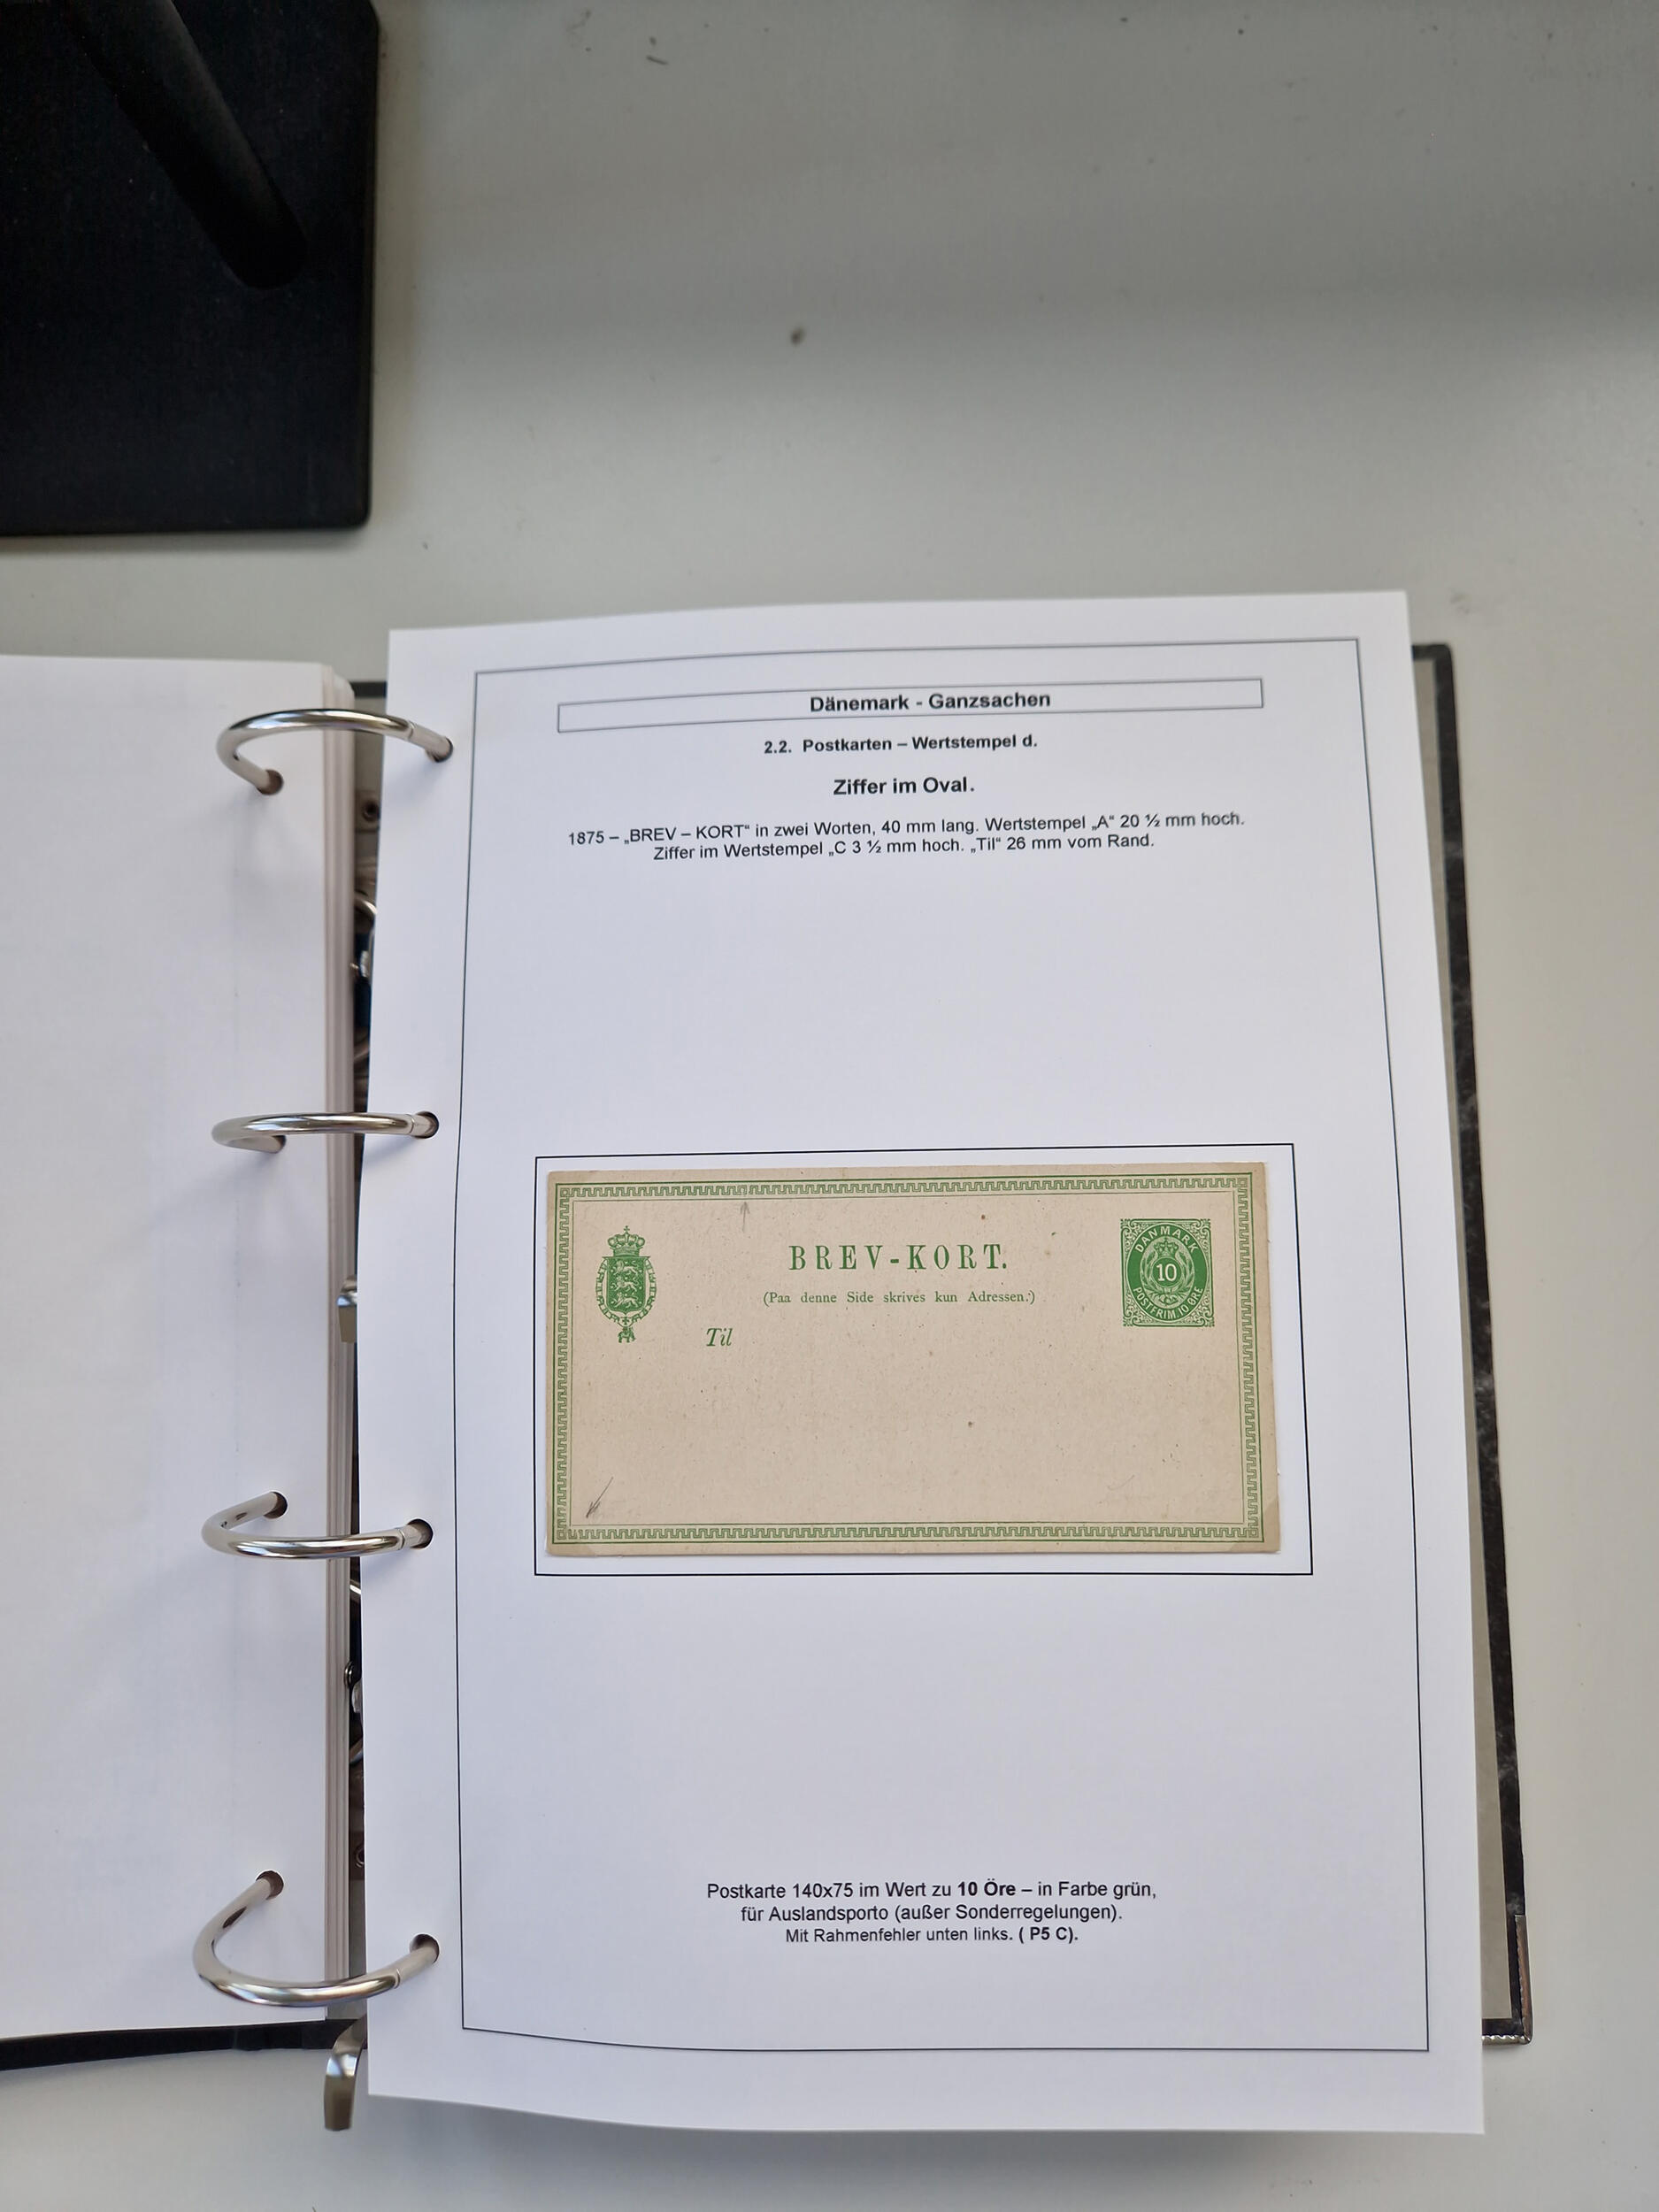 Dänemark - Ganzsachen
2.2. Postkarten – Wertstempel d.
Ziffer im Oval.
1875 – „BREV – KORT“ in zwei Worten, 40 mm lang. Wertstempel „A“ 20 ½ mm hoch.
Ziffer im Wertstempel „C 3 ½ mm hoch. „Til“ 26 mm vom Rand.
BREV-KORT.
(Paa denne Side skrives kun Adressen.)
Til
DANMARK
10
POSTFRIM. 10 ØRE
Postkarte 140x75 im Wert zu 10 Öre – in Farbe grün,
für Auslandsporto (außer Sonderregelungen).
Mit Rahmenfehler unten links. ( P5 C).